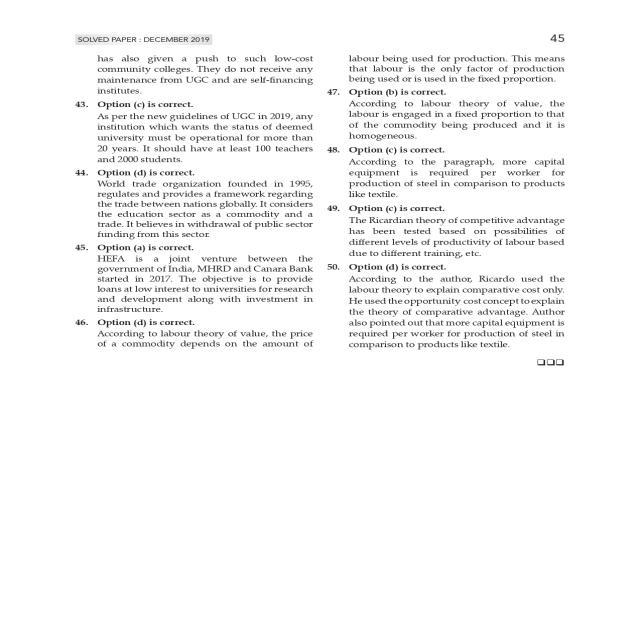 SOLVED PAPER : DECEMBER 2019
45
has also given a push to such low-cost
community colleges. They do not receive any
maintenance from UGC and are self-financing
institutes.
43. Option (c) is correct.
As per the new guidelines of UGC in 2019, any
institution which wants the status of deemed
university must be operational for more than
20 years. It should have at least 100 teachers
and 2000 students.
44. Option (d) is correct.
World trade organization founded in 1995,
regulates and provides a framework regarding
the trade between nations globally. It considers
the education sector as a commodity and a
trade. It believes in withdrawal of public sector
funding from this sector.
45. Option (a) is correct.
HEFA is a joint venture between the
government of India, MHRD and Canara Bank
started in 2017. The objective is to provide
loans at low interest to universities for research
and development along with investment in
infrastructure.
46. Option (d) is correct.
According to labour theory of value, the price
of a commodity depends on the amount of
labour being used for production. This means
that labour is the only factor of production
being used or is used in the fixed proportion.
47. Option (b) is correct.
According to labour theory of value, the
labour is engaged in a fixed proportion to that
of the commodity being produced and it is
homogeneous.
48. Option (c) is correct.
According to the paragraph, more capital
equipment is required per worker for
production of steel in comparison to products
like textile.
49. Option (c) is correct.
The Ricardian theory of competitive advantage
has been tested based on possibilities of
different levels of productivity of labour based
due to different training, etc.
50. Option (d) is correct.
According to the author, Ricardo used the
labour theory to explain comparative cost only.
He used the opportunity cost concept to explain
the theory of comparative advantage. Author
also pointed out that more capital equipment is
required per worker for production of steel in
comparison to products like textile.
❑❑❑